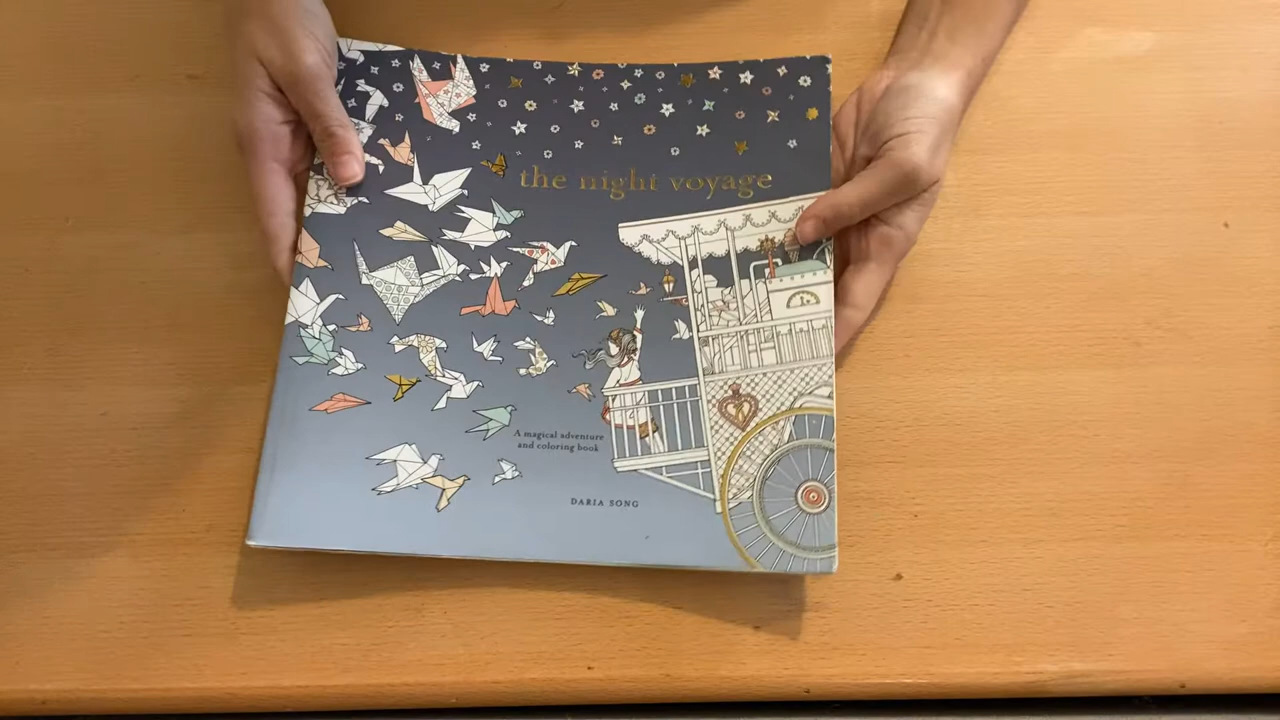 the night voyage
A magical adventure
and coloring book
DARIA SONG